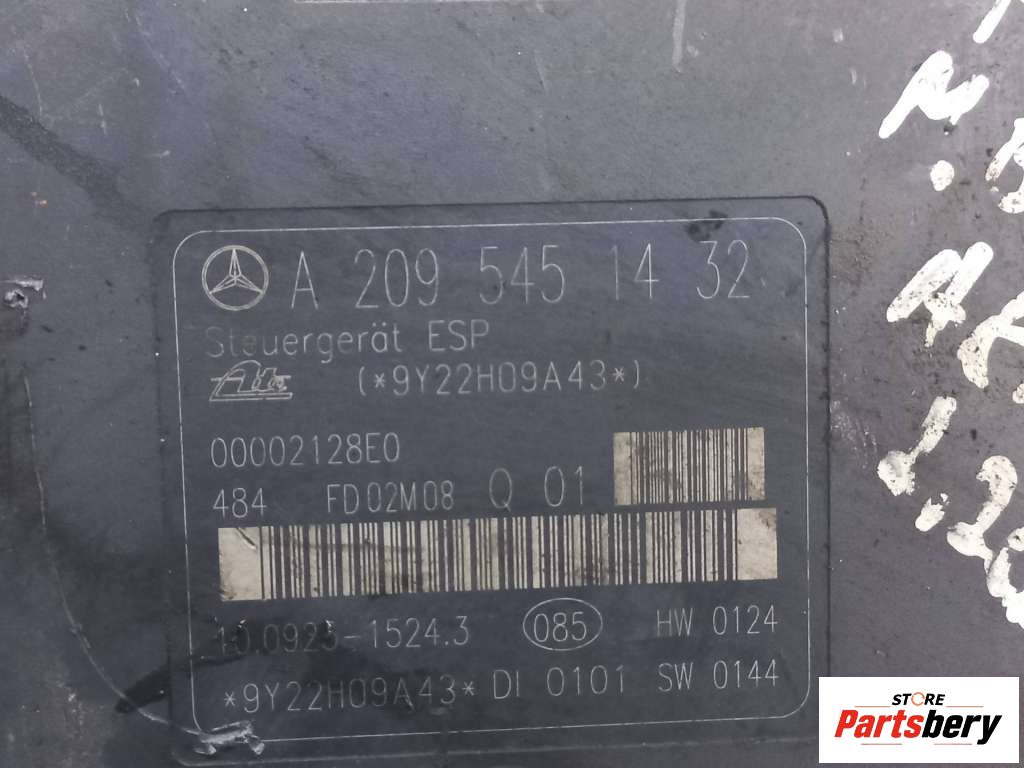 A 209 545 14 32
Steuergerät ESP
Ate (*9Y22H09A43*)
00002128E0
484 FD02M08 Q 01
10.0925-1524.3 085 HW 0124
*9Y22H09A43* DI 0101 SW 0144
STORE
Partsbery